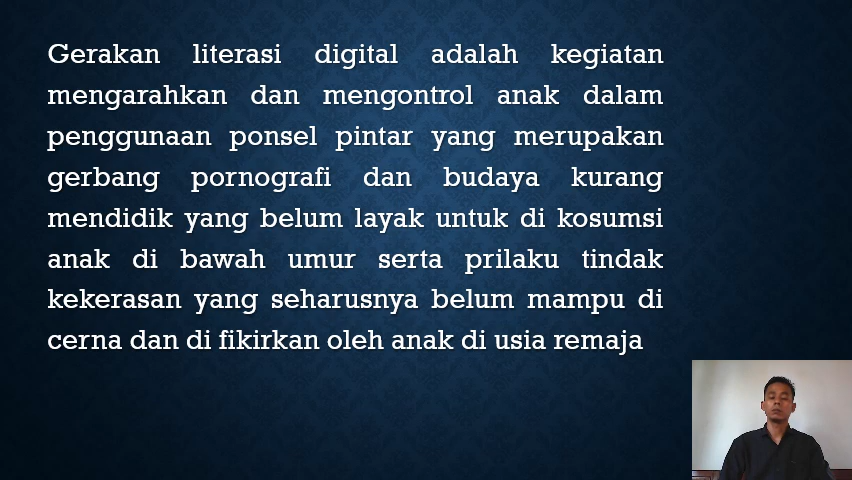 Gerakan literasi digital adalah kegiatan
mengarahkan dan mengontrol anak dalam
penggunaan ponsel pintar yang merupakan
gerbang pornografi dan budaya kurang
mendidik yang belum layak untuk di kosumsi
anak di bawah umur serta prilaku tindak
kekerasan yang seharusnya belum mampu di
cerna dan di fikirkan oleh anak di usia remaja